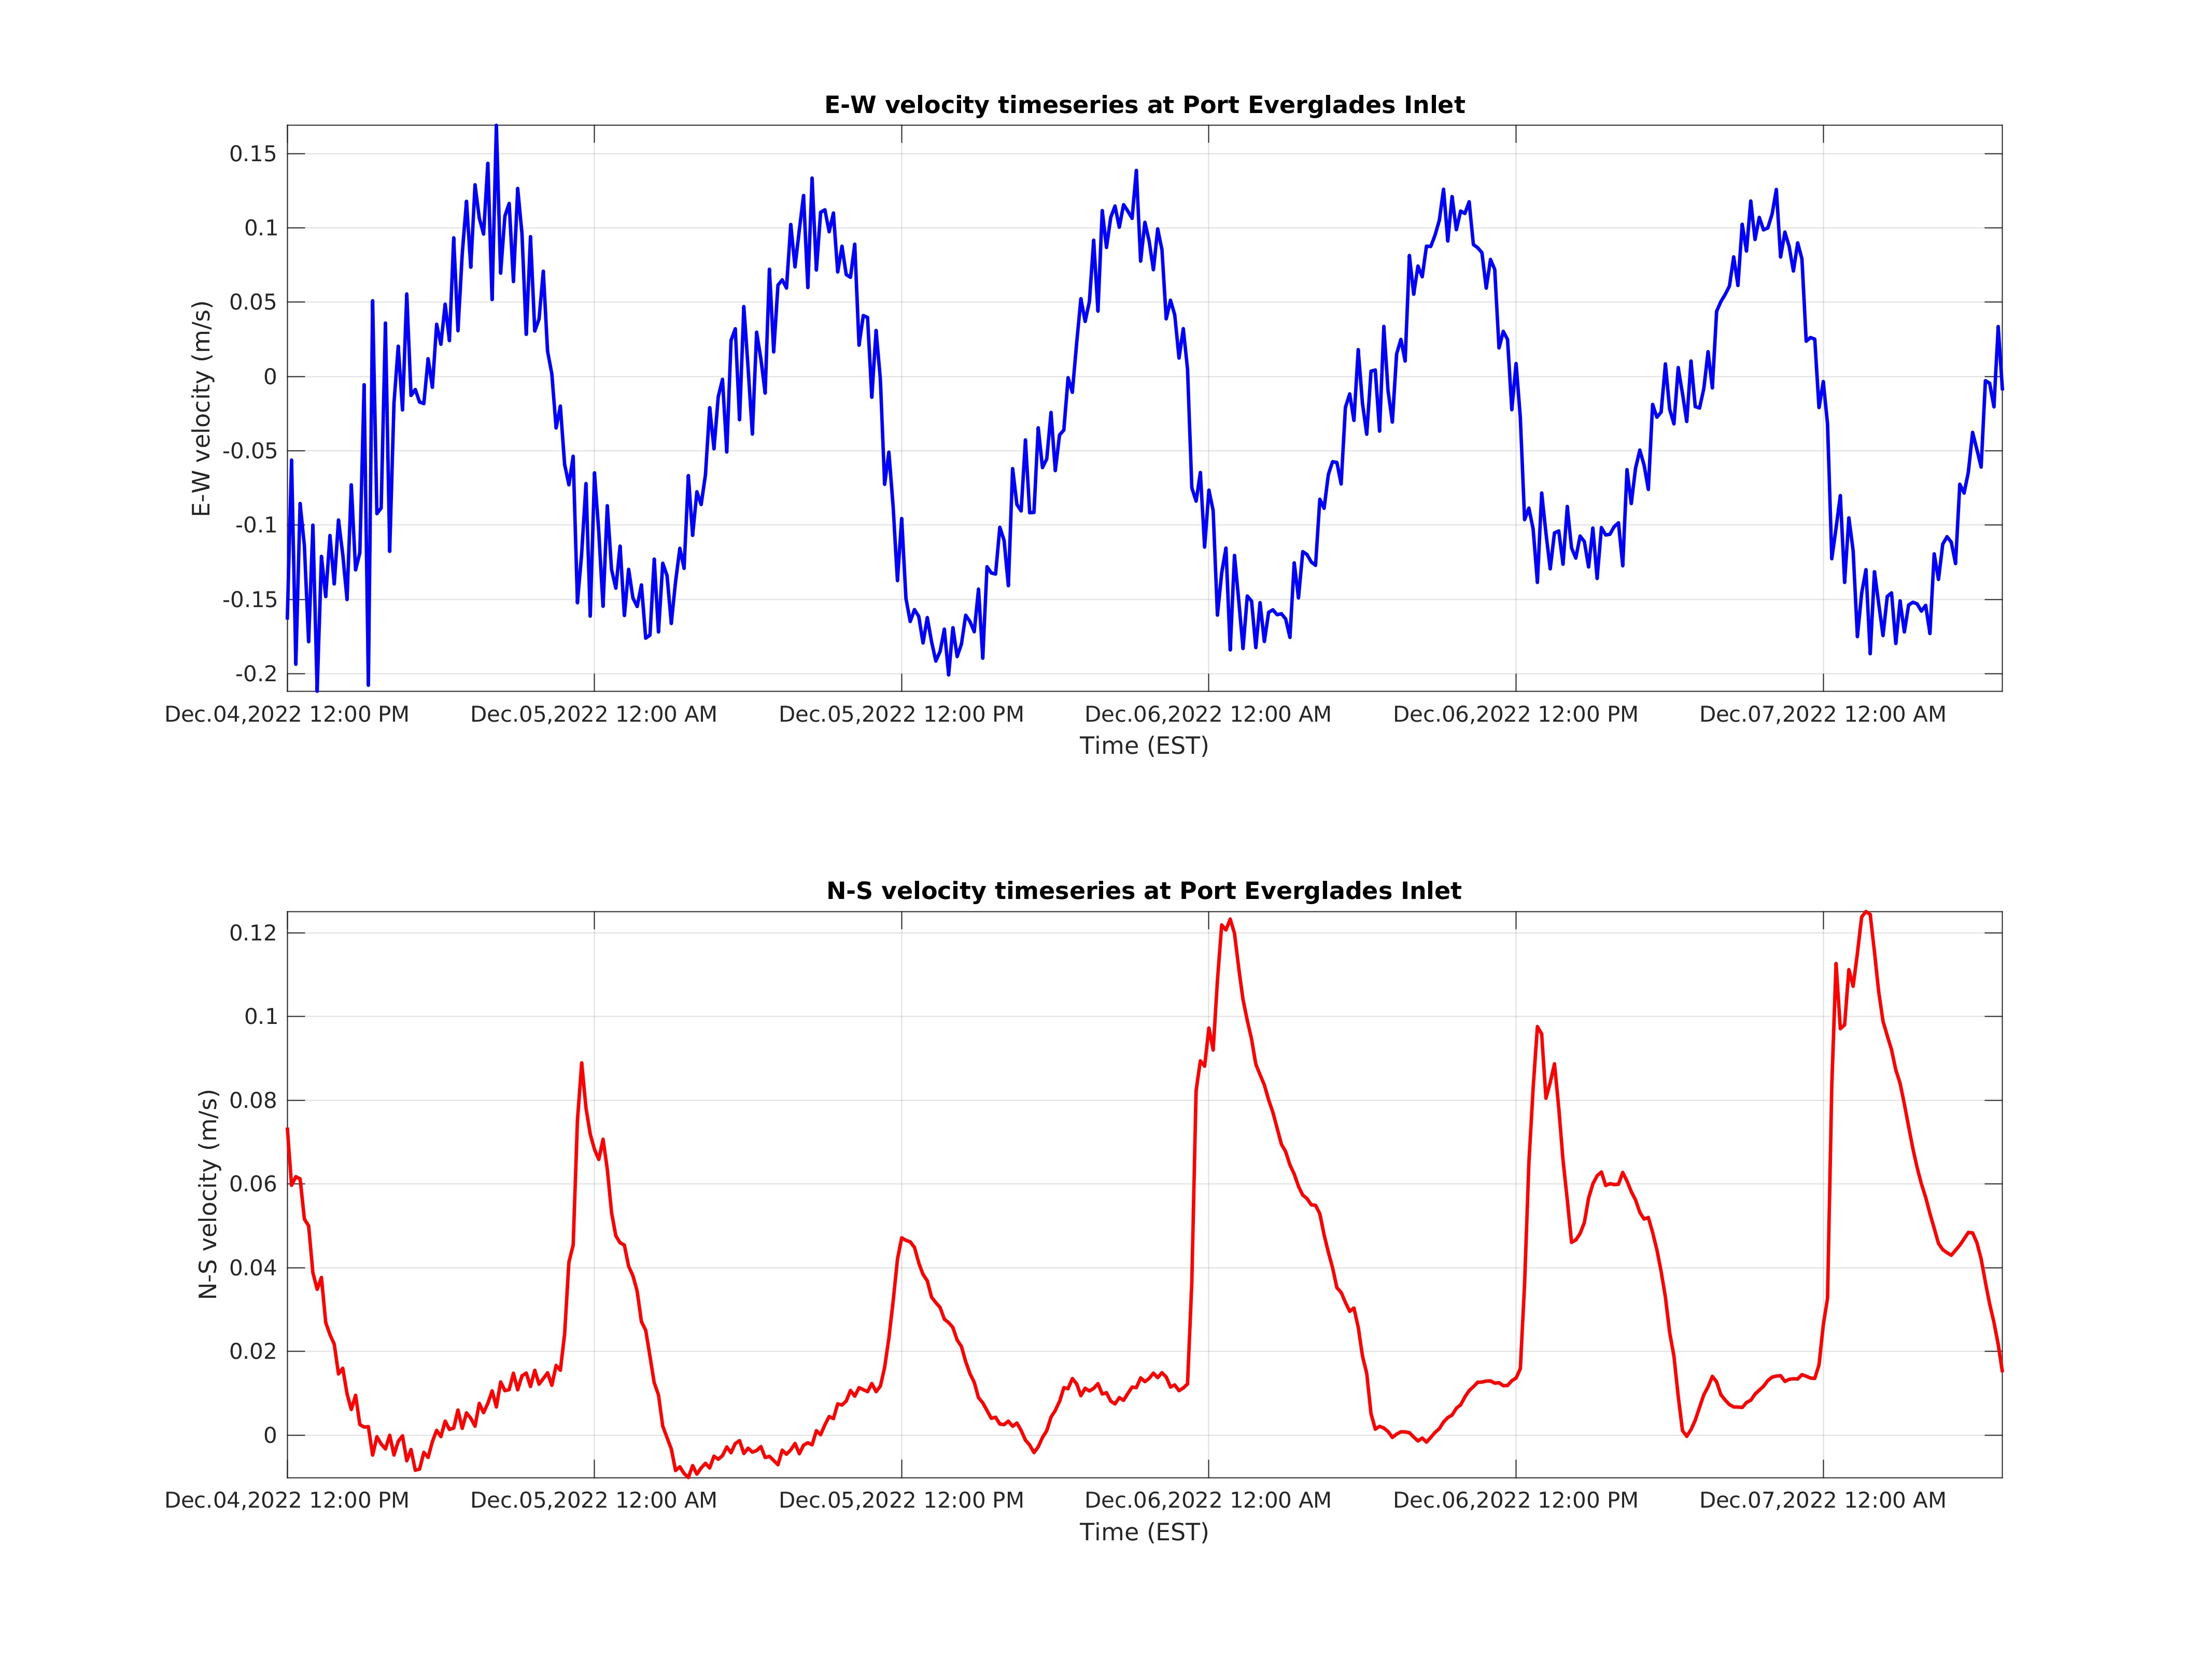 E-W velocity timeseries at Port Everglades Inlet
0.15
0.1
0.05
0
-0.05
-0.1
-0.15
-0.2
E-W velocity (m/s)
Dec.04,2022 12:00 PM Dec.05,2022 12:00 AM Dec.05,2022 12:00 PM Dec.06,2022 12:00 AM Dec.06,2022 12:00 PM Dec.07,2022 12:00 AM
Time (EST)
N-S velocity timeseries at Port Everglades Inlet
0.12
0.1
0.08
0.06
0.04
0.02
0
N-S velocity (m/s)
Dec.04,2022 12:00 PM Dec.05,2022 12:00 AM Dec.05,2022 12:00 PM Dec.06,2022 12:00 AM Dec.06,2022 12:00 PM Dec.07,2022 12:00 AM
Time (EST)